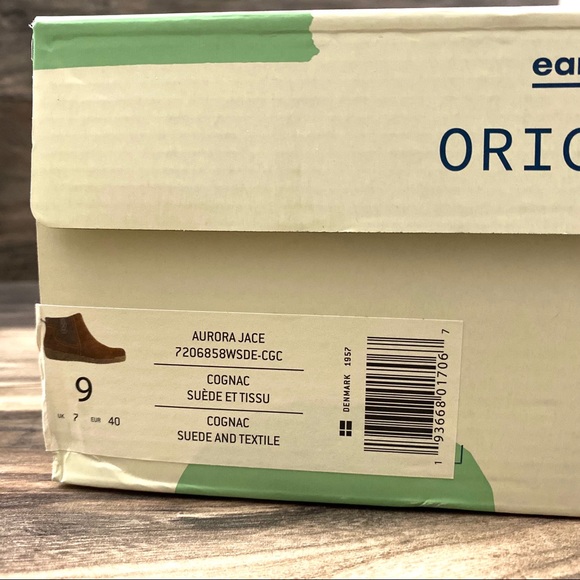 ear
ORIG
AURORA JACE
7206858WSDE-CGC
COGNAC
SUÈDE ET TISSU
COGNAC
SUEDE AND TEXTILE
9
UK 7 EUR 40
DENMARK 1957
1 93668 01706 7